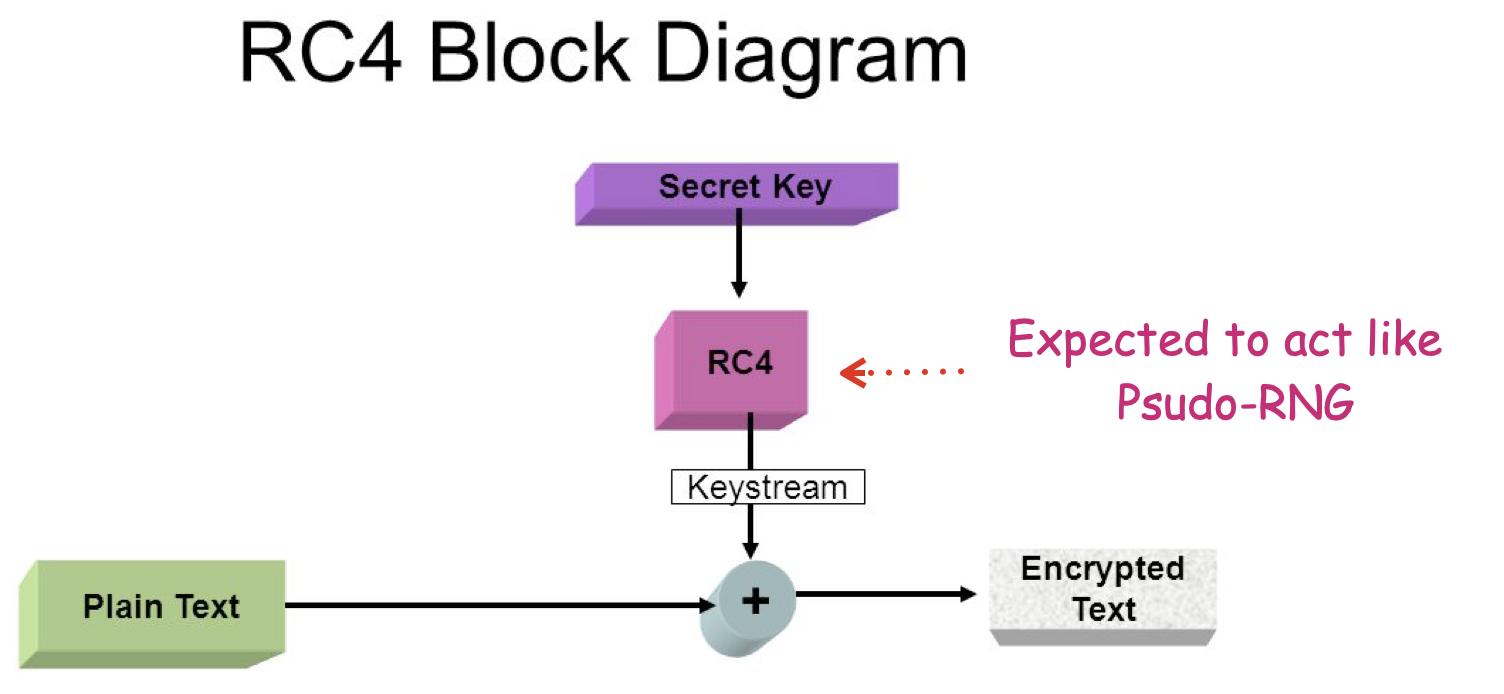 RC4 Block Diagram
Secret Key
RC4
Expected to act like
Psudo-RNG
Keystream
Plain Text
+
Encrypted
Text